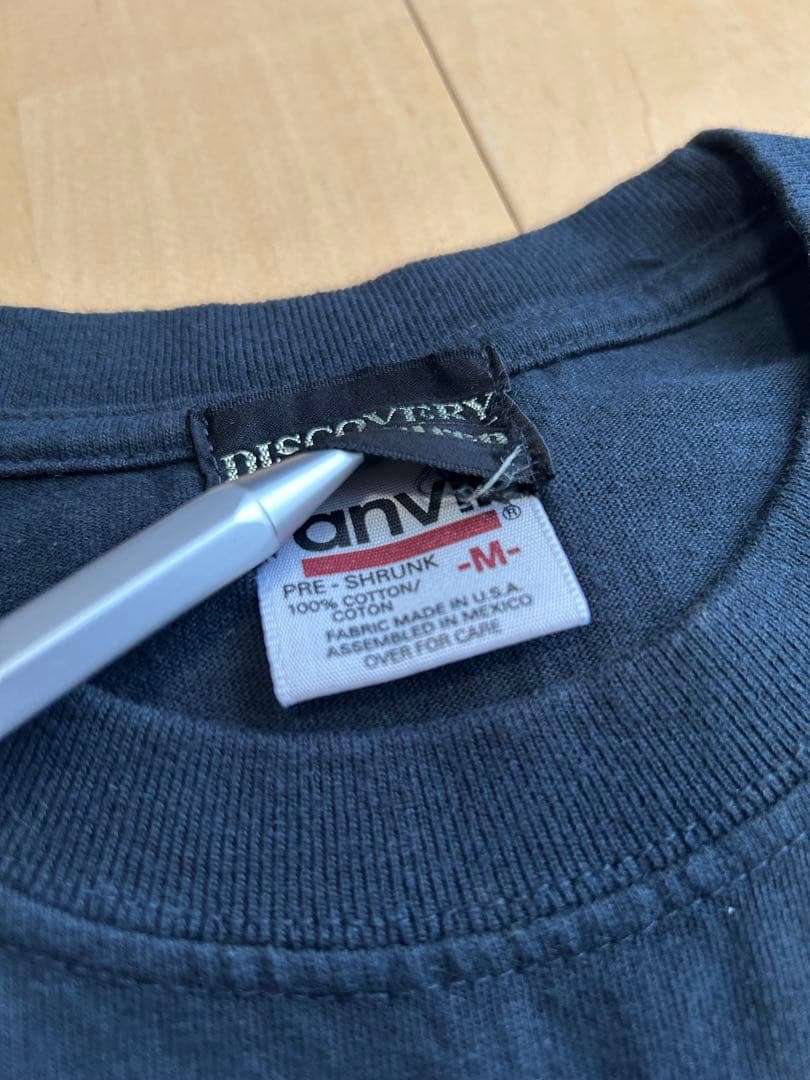 DISCOVERY
anvil®
-M-
PRE - SHRUNK
100% COTTON/
COTON
FABRIC MADE IN U.S.A.
ASSEMBLED IN MEXICO
OVER FOR CARE